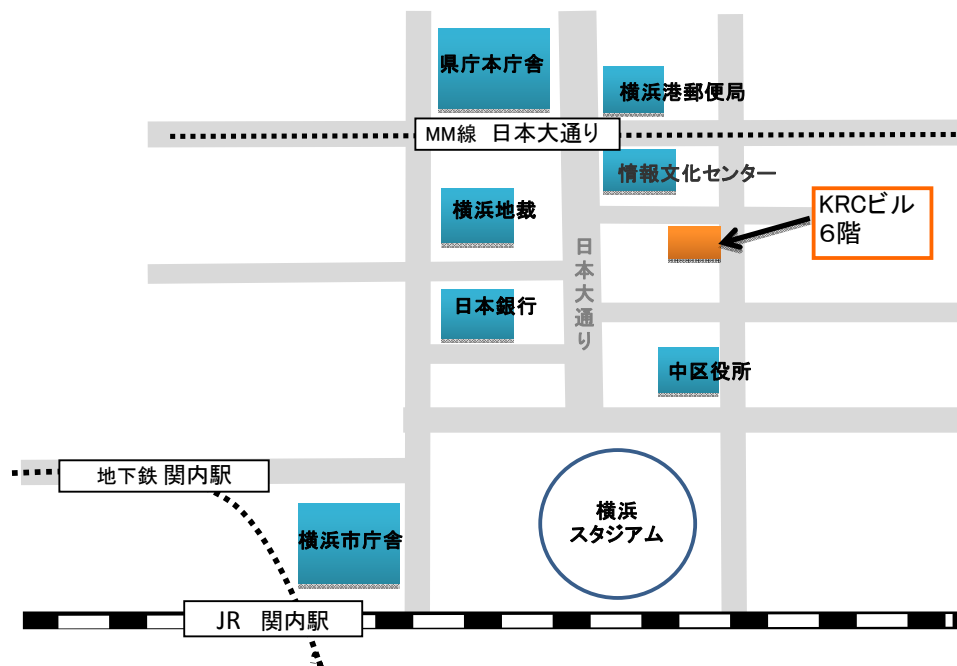 県庁本庁舎
横浜港郵便局
MM線 日本大通り
情報文化センター
横浜地裁
KRCビル
６階
日本大通り
日本銀行
中区役所
地下鉄 関内駅
横浜
スタジアム
横浜市庁舎
JR 関内駅